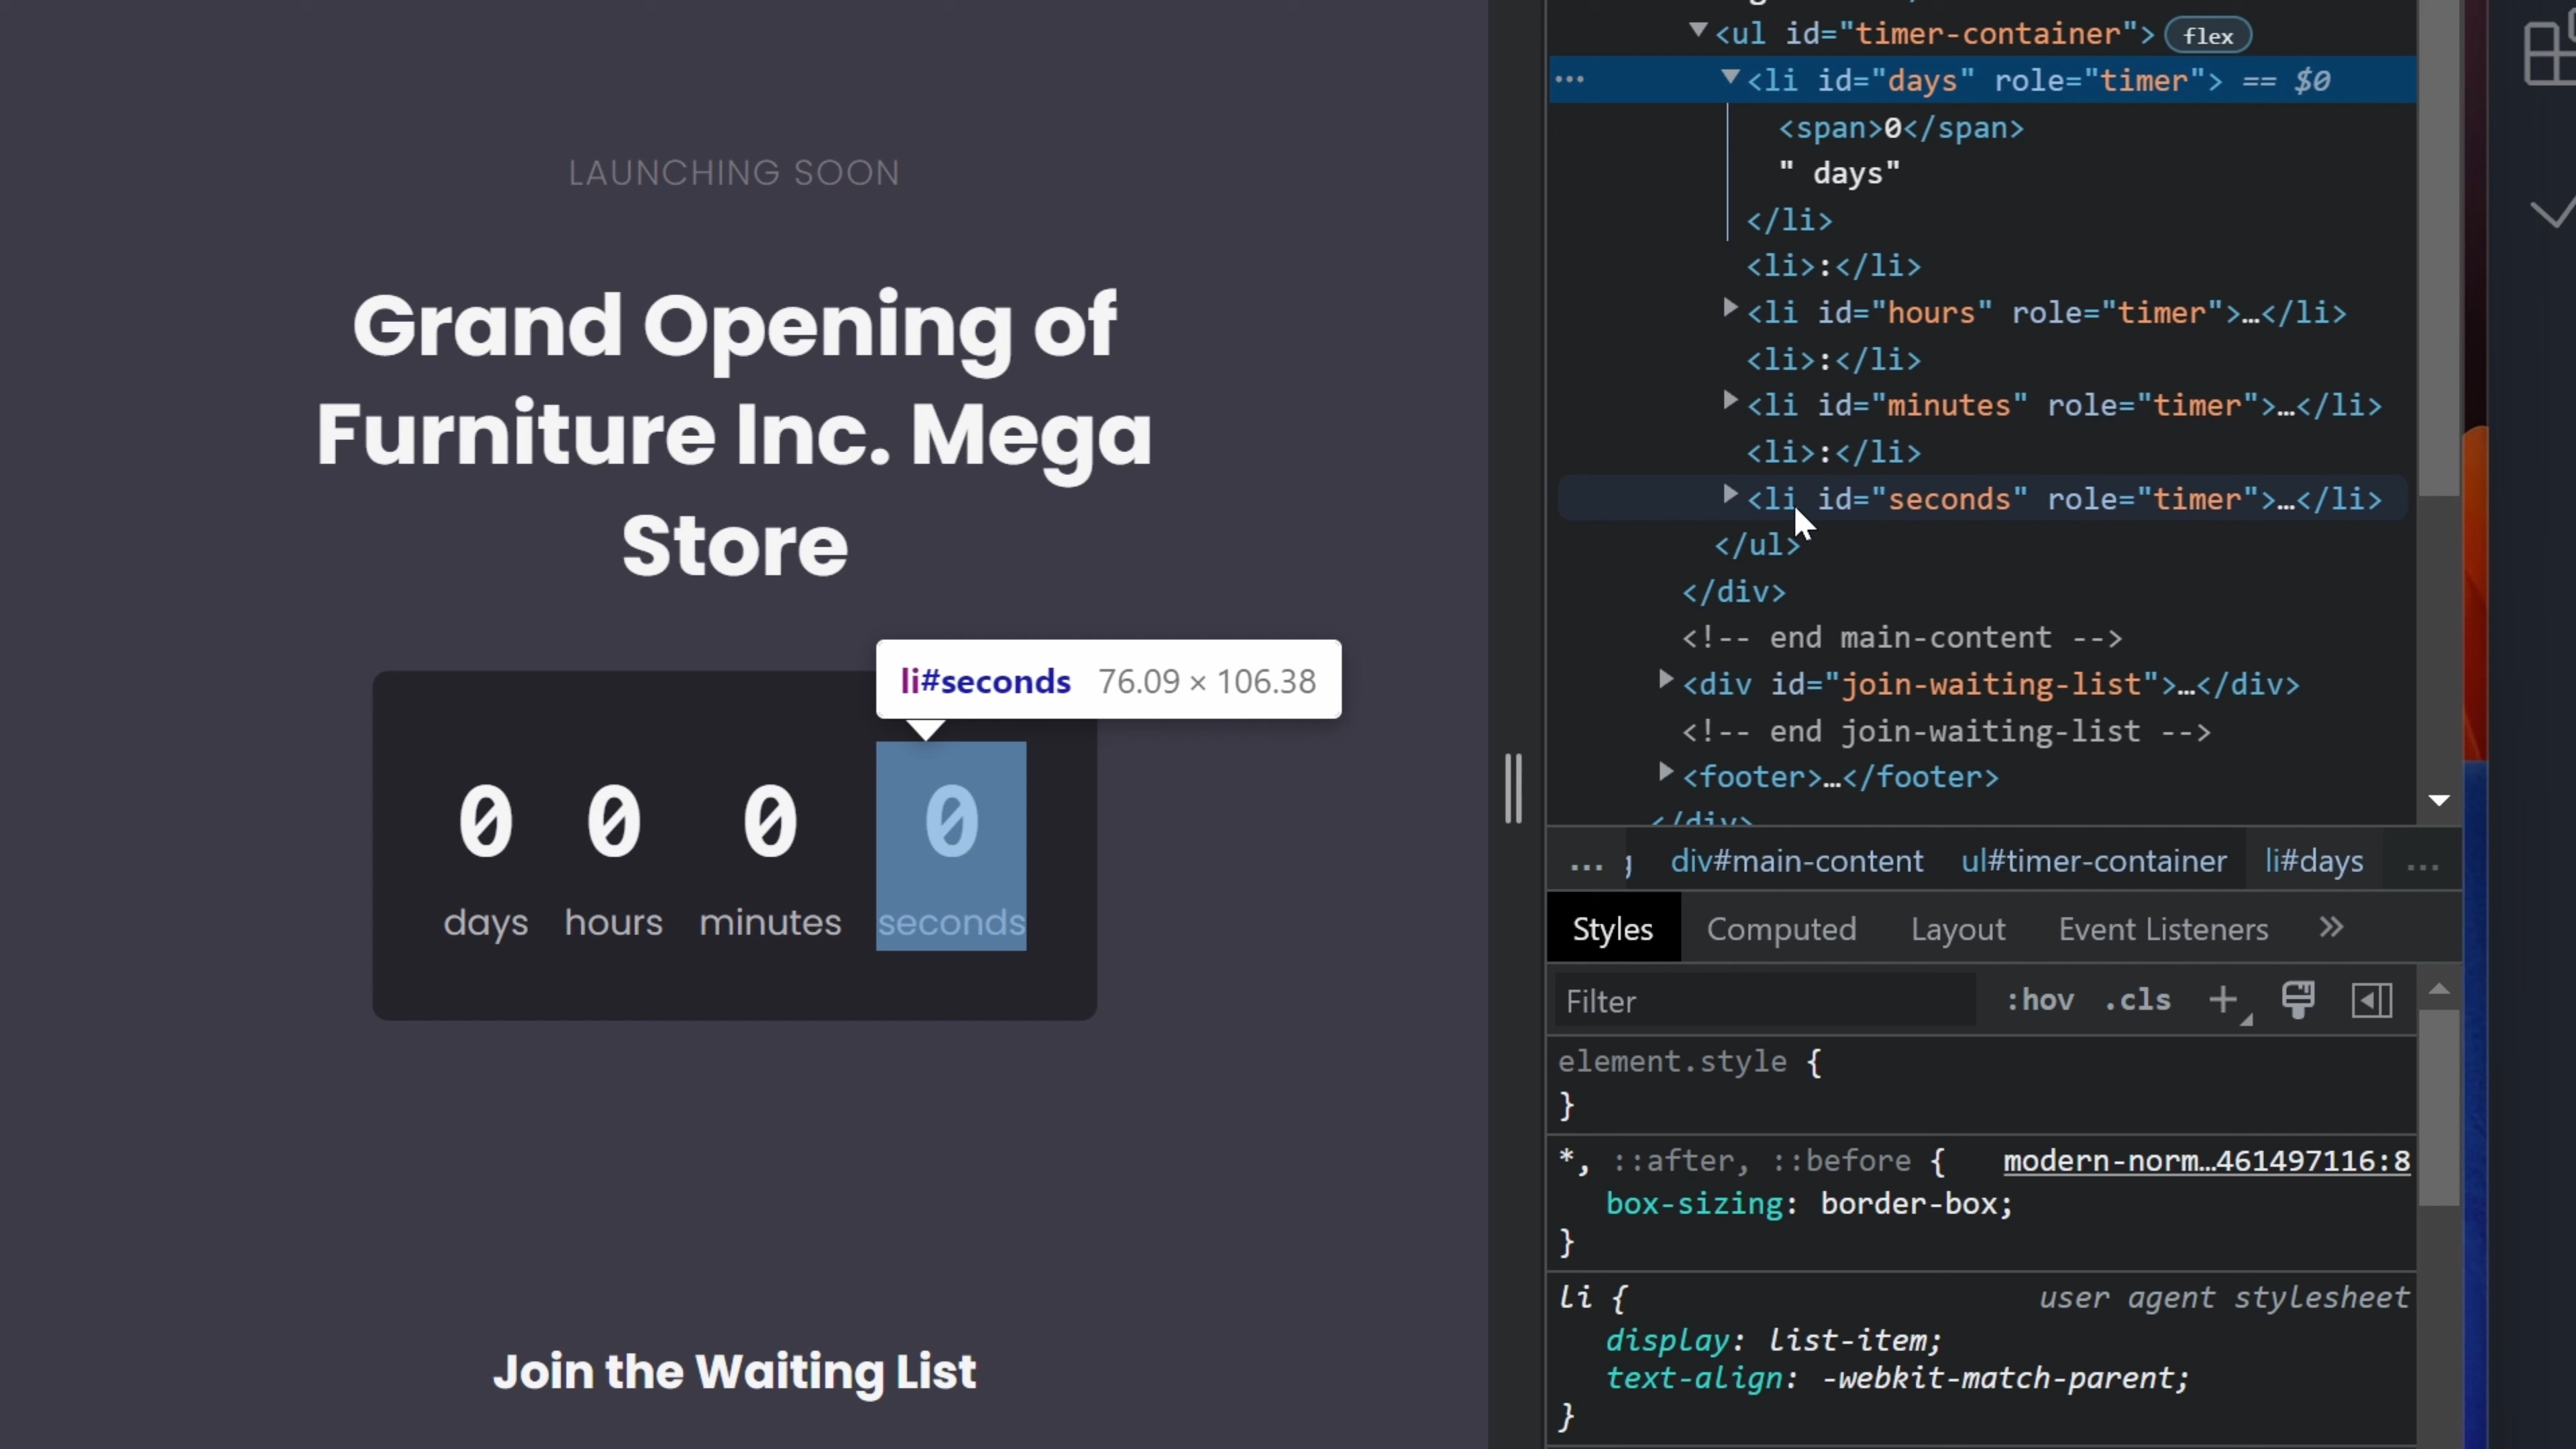 LAUNCHING SOON
Grand Opening of
Furniture Inc. Mega
Store
li#seconds 76.09 × 106.38
0 0 0 0
days hours minutes seconds
Join the Waiting List
<ul id="timer-container"> flex
... <li id="days" role="timer"> == $0
<span>0</span>
" days"
</li>
<li>:</li>
<li id="hours" role="timer">…</li>
<li>:</li>
<li id="minutes" role="timer">…</li>
<li>:</li>
<li id="seconds" role="timer">…</li>
</ul>
</div>
<!-- end main-content -->
<div id="join-waiting-list">…</div>
<!-- end join-waiting-list -->
<footer>…</footer>
</div>
... div#main-content ul#timer-container li#days ...
Styles Computed Layout Event Listeners »
Filter :hov .cls +
element.style {
}
*, ::after, ::before { modern-norm…461497116:8
box-sizing: border-box;
}
li { user agent stylesheet
display: list-item;
text-align: -webkit-match-parent;
}